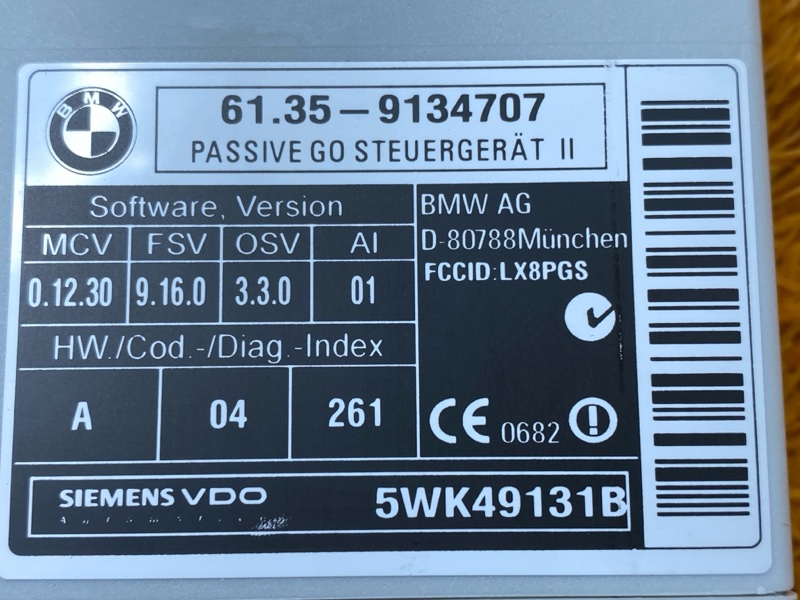 BMW
61.35-9134707
PASSIVE GO STEUERGERÄT II
Software, Version
MCV FSV OSV AI
0.12.30 9.16.0 3.3.0 01
HW./Cod.-/Diag.-Index
A 04 261
BMW AG
D-80788München
FCCID:LX8PGS
CE 0682
SIEMENS VDO
5WK49131B